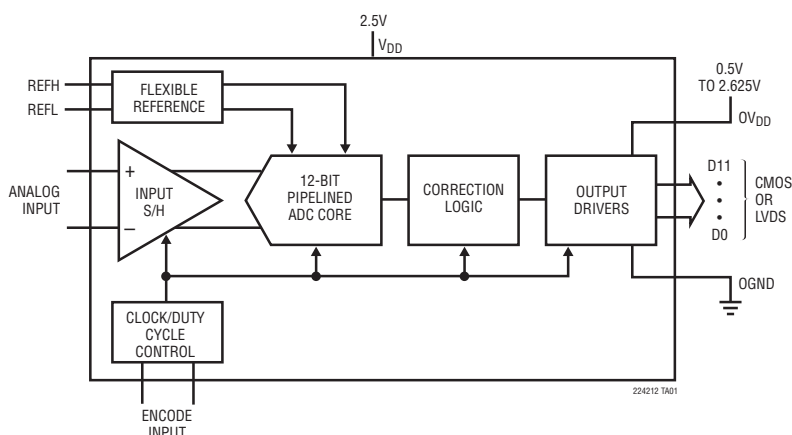 2.5V
VDD
REFH
REFL
FLEXIBLE
REFERENCE
0.5V
TO 2.625V
OVDD
ANALOG
INPUT
+
INPUT
S/H
–
12-BIT
PIPELINED
ADC CORE
CORRECTION
LOGIC
OUTPUT
DRIVERS
D11
•
•
•
D0
CMOS
OR
LVDS
OGND
CLOCK/DUTY
CYCLE
CONTROL
ENCODE
INPUT
224212 TA01